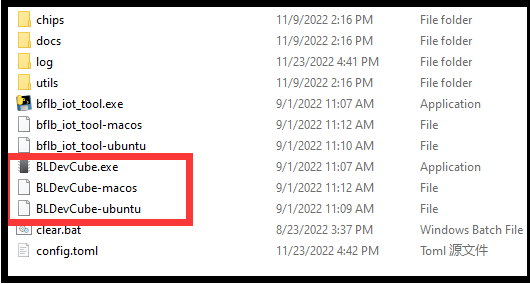 chips 11/9/2022 2:16 PM File folder
docs 11/9/2022 2:16 PM File folder
log 11/23/2022 4:41 PM File folder
utils 11/9/2022 2:16 PM File folder
bflb_iot_tool.exe 9/1/2022 11:07 AM Application
bflb_iot_tool-macos 9/1/2022 11:12 AM File
bflb_iot_tool-ubuntu 9/1/2022 11:10 AM File
BLDevCube.exe 9/1/2022 11:07 AM Application
BLDevCube-macos 9/1/2022 11:12 AM File
BLDevCube-ubuntu 9/1/2022 11:09 AM File
clear.bat 8/23/2022 3:37 PM Windows Batch File
config.toml 11/23/2022 4:42 PM Toml 源文件